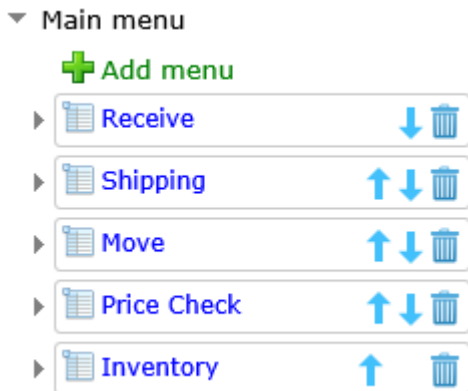 Main menu
Add menu
Receive
Shipping
Move
Price Check
Inventory